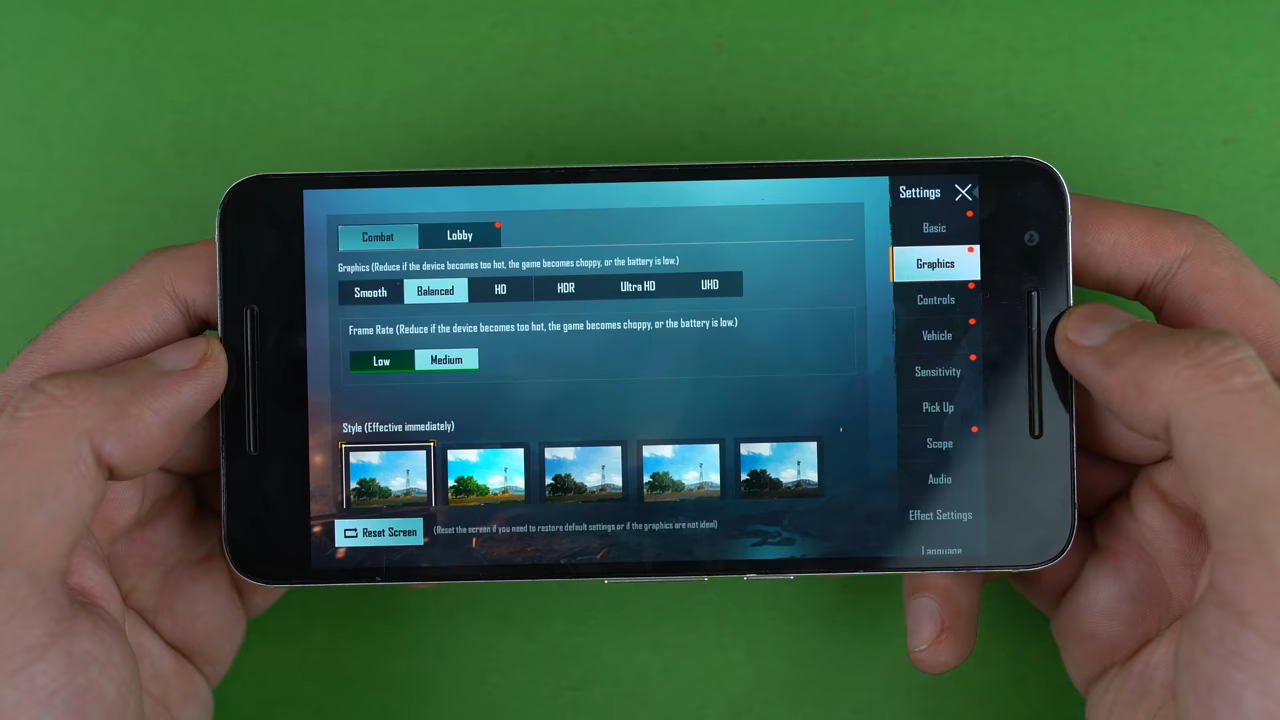 Settings
Combat
Lobby
Graphics (Reduce if the device becomes too hot, the game becomes choppy, or the battery is low.)
Smooth
Balanced
HD
HDR
Ultra HD
UHD
Frame Rate (Reduce if the device becomes too hot, the game becomes choppy, or the battery is low.)
Low
Medium
Style (Effective immediately)
Reset Screen
(Reset the screen if you need to restore default settings or if the graphics are not ideal)
Basic
Graphics
Controls
Vehicle
Sensitivity
Pick Up
Scope
Audio
Effect Settings
Language